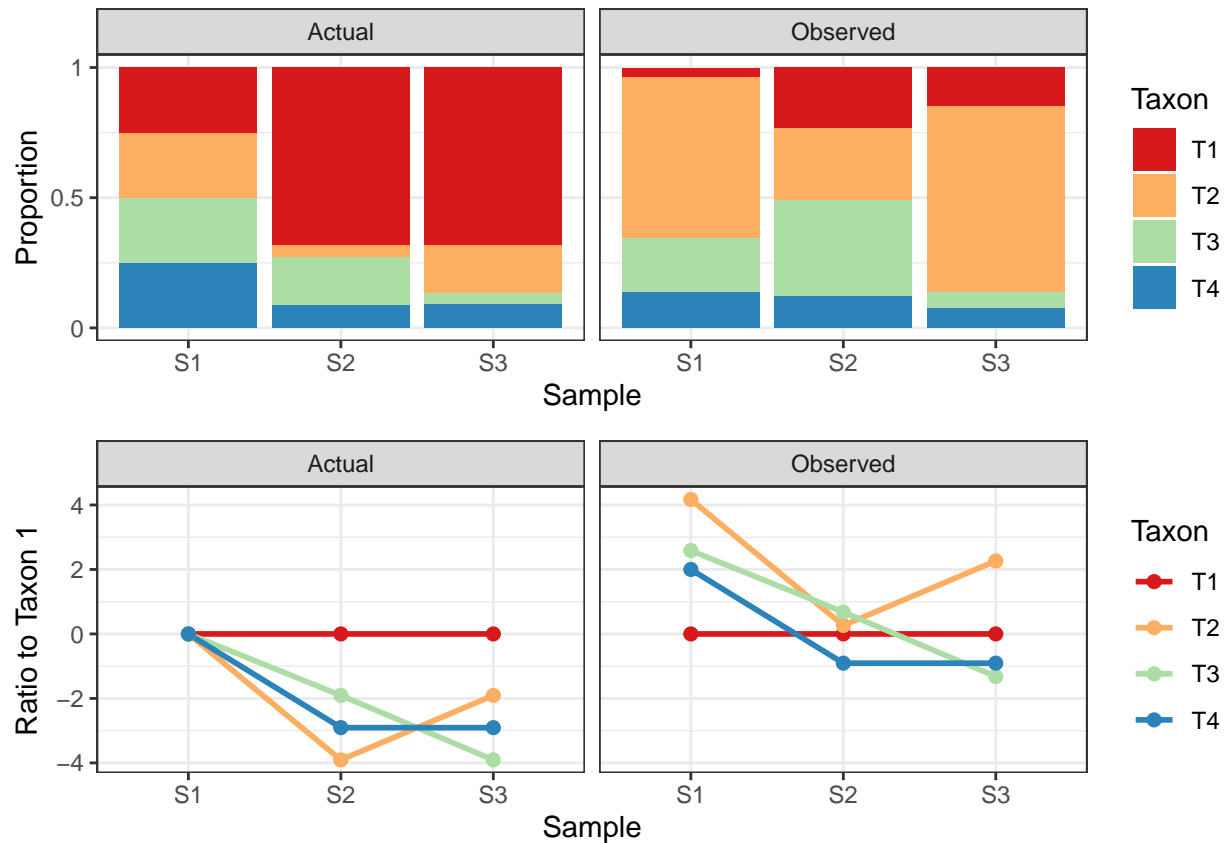 Actual
Observed
Proportion
1
0.5
0
S1
S2
S3
S1
S2
S3
Sample
Taxon
T1
T2
T3
T4
Actual
Observed
Ratio to Taxon 1
4
2
0
−2
−4
S1
S2
S3
S1
S2
S3
Sample
Taxon
T1
T2
T3
T4